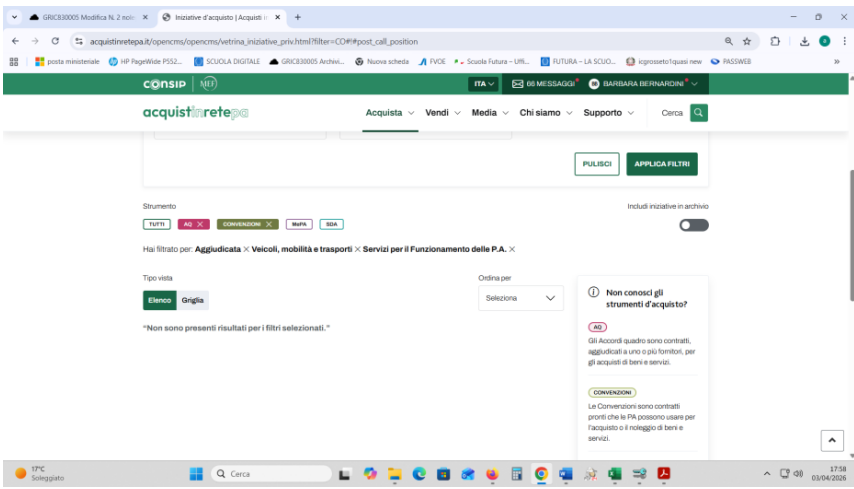 GRIC830005 Modifica N. 2 nole
Iniziative d'acquisto | Acquisti i
acquistinretepa.it/opencms/opencms/vetrina_iniziative_priv.html?filter=CO#!#post_call_position
posta ministeriale
HP PageWide P552...
SCUOLA DIGITALE
GRIC830005 Archivi...
Nuova scheda
FVOE
Scuola Futura – Uffi...
FUTURA – LA SCUO...
icgrosseto1quasi new
PASSWEB
consip MEF
ITA
66 MESSAGGI
BB BARBARA BERNARDINI
acquistinretepa
Acquista Vendi Media Chi siamo Supporto Cerca
PULISCI APPLICA FILTRI
Strumento
Includi iniziative in archivio
TUTTI AQ CONVENZIONI MePA SDA
Hai filtrato per: Aggiudicata × Veicoli, mobilità e trasporti × Servizi per il Funzionamento delle P.A. ×
Tipo vista
Ordina per
Elenco Griglia
Seleziona
"Non sono presenti risultati per i filtri selezionati."
Non conosci gli
strumenti d'acquisto?
AQ
Gli Accordi quadro sono contratti,
aggiudicati a uno o più fornitori, per
gli acquisti di beni e servizi.
CONVENZIONI
Le Convenzioni sono contratti
pronti che le PA possono usare per
l'acquisto o il noleggio di beni e
servizi.
17°C
Soleggiato
Cerca
17:58
03/04/2026